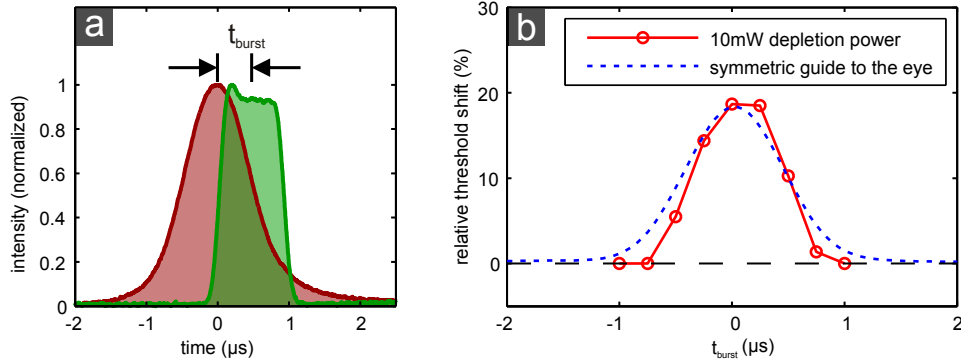 a
t_burst
1
0.8
0.6
0.4
0.2
0
-2
-1
0
1
2
intensity (normalized)
time (µs)
b
10mW depletion power
symmetric guide to the eye
30
20
10
0
-2
-1
0
1
2
relative threshold shift (%)
t_burst (µs)